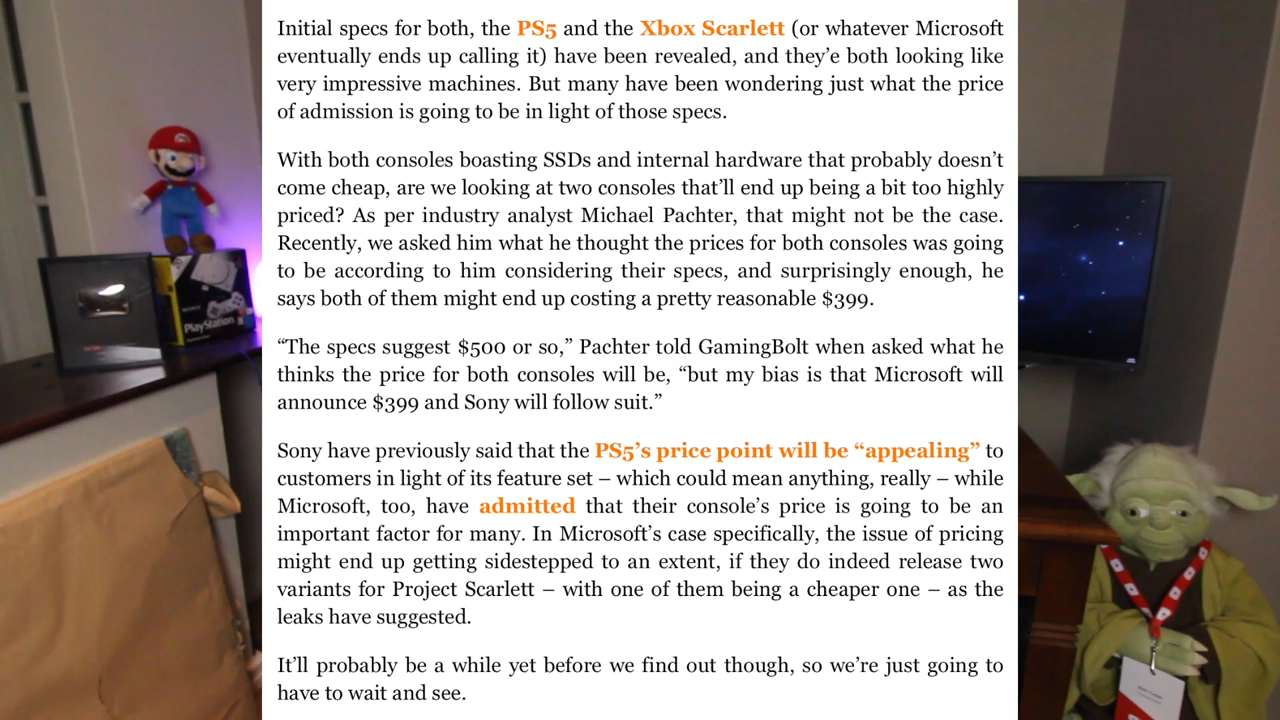 Initial specs for both, the PS5 and the Xbox Scarlett (or whatever Microsoft
eventually ends up calling it) have been revealed, and they’e both looking like
very impressive machines. But many have been wondering just what the price
of admission is going to be in light of those specs.
With both consoles boasting SSDs and internal hardware that probably doesn’t
come cheap, are we looking at two consoles that’ll end up being a bit too highly
priced? As per industry analyst Michael Pachter, that might not be the case.
Recently, we asked him what he thought the prices for both consoles was going
to be according to him considering their specs, and surprisingly enough, he
says both of them might end up costing a pretty reasonable $399.
“The specs suggest $500 or so,” Pachter told GamingBolt when asked what he
thinks the price for both consoles will be, “but my bias is that Microsoft will
announce $399 and Sony will follow suit.”
Sony have previously said that the PS5’s price point will be “appealing” to
customers in light of its feature set – which could mean anything, really – while
Microsoft, too, have admitted that their console’s price is going to be an
important factor for many. In Microsoft’s case specifically, the issue of pricing
might end up getting sidestepped to an extent, if they do indeed release two
variants for Project Scarlett – with one of them being a cheaper one – as the
leaks have suggested.
It’ll probably be a while yet before we find out though, so we’re just going to
have to wait and see.
PlayStation